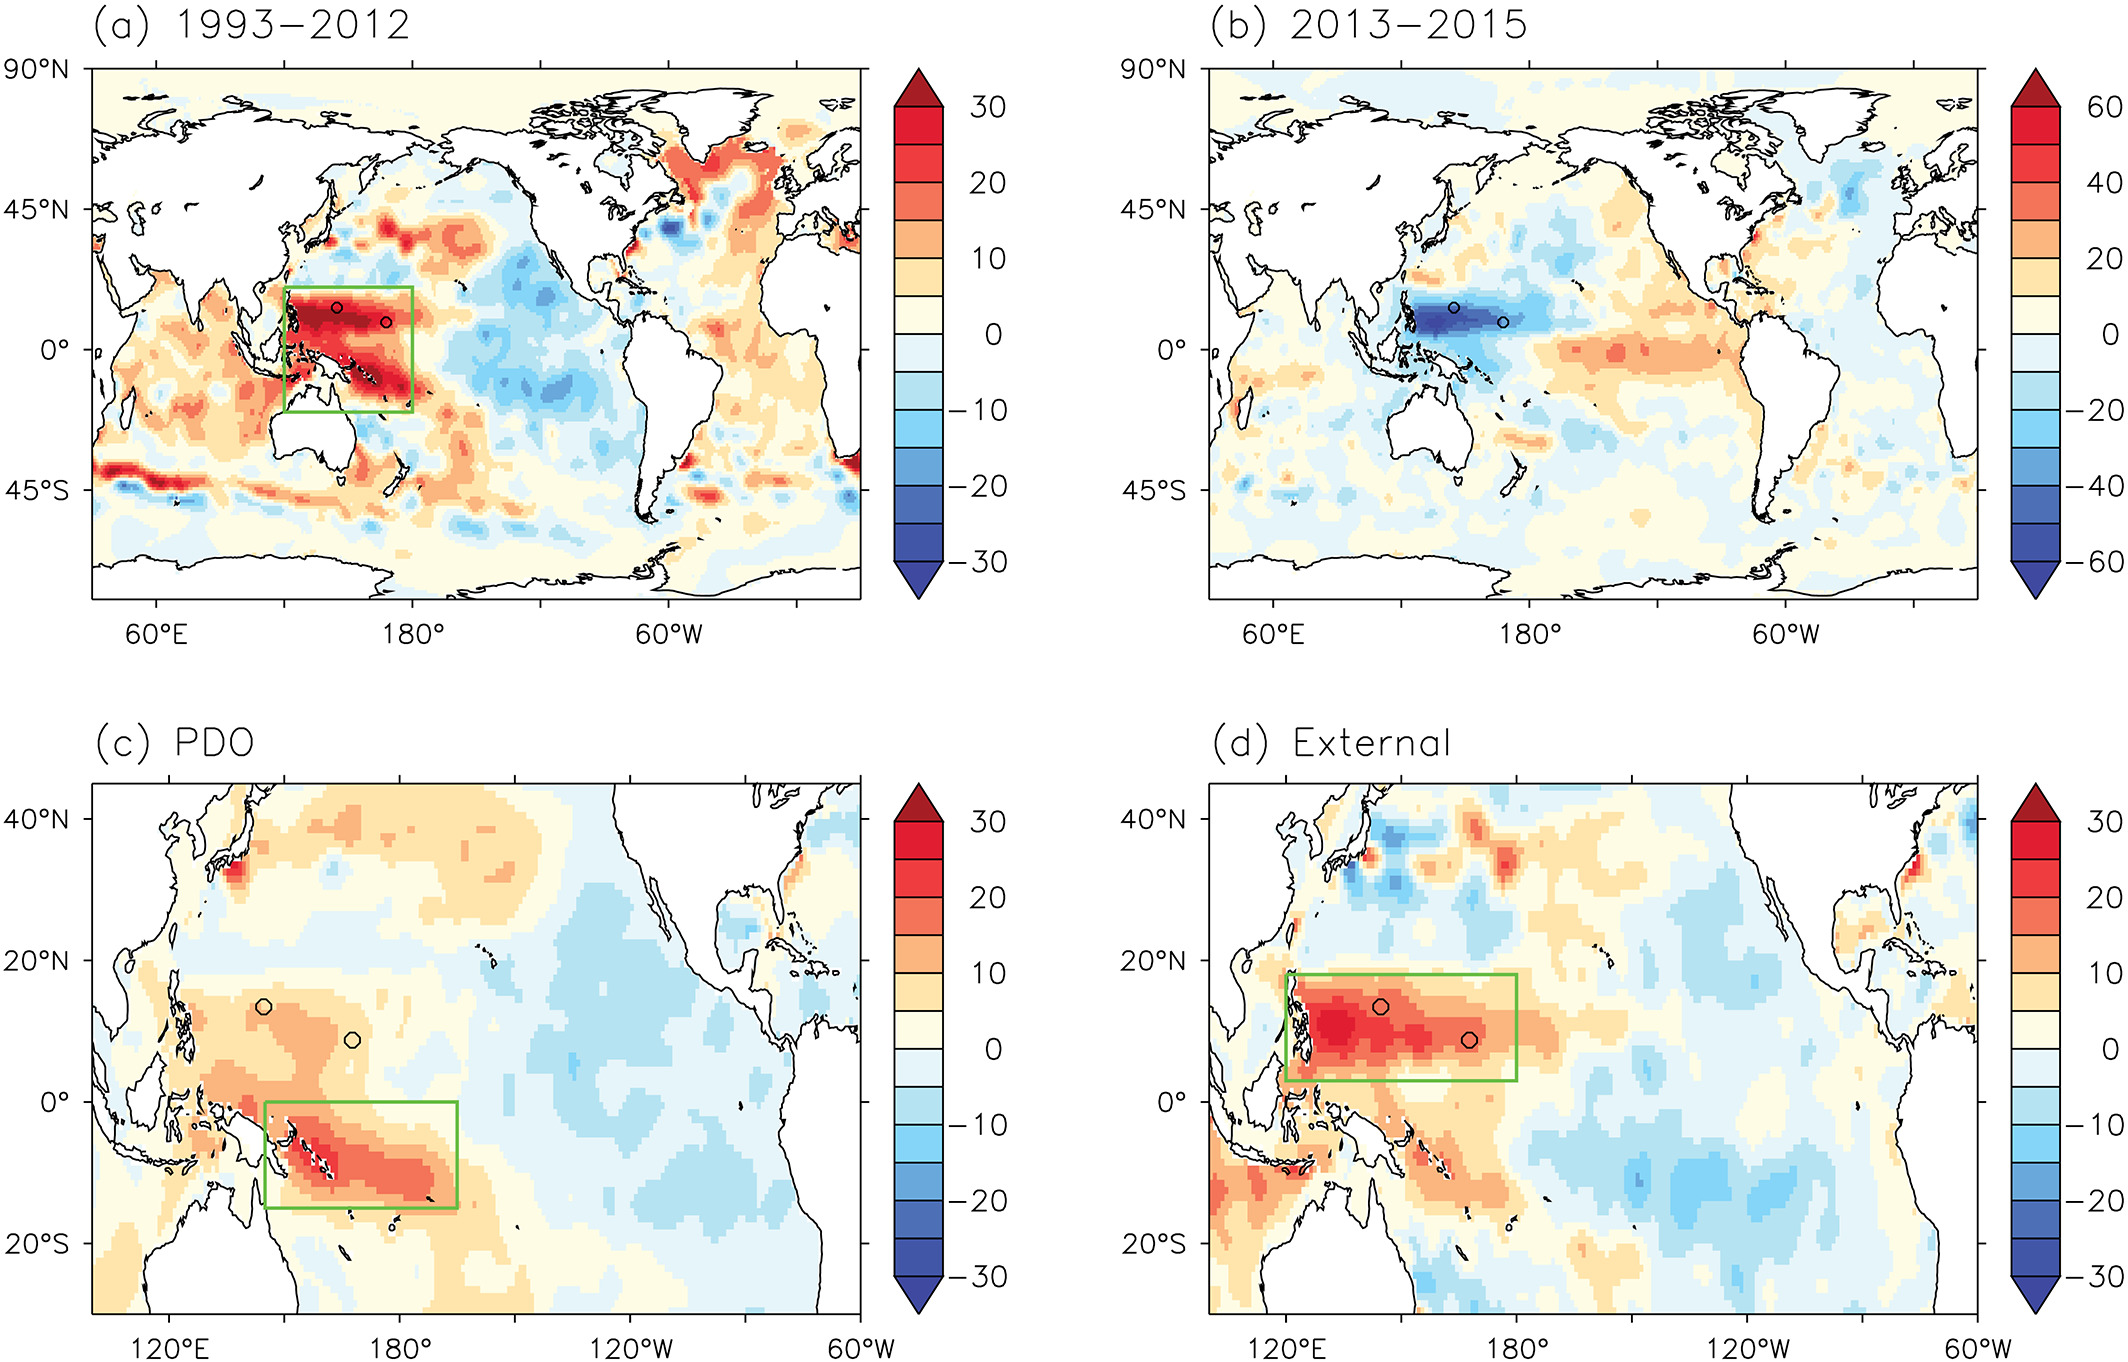 (a) 1993−2012
90°N
45°N
0°
45°S
60°E 180° 60°W
30
20
10
0
−10
−20
−30
(b) 2013−2015
90°N
45°N
0°
45°S
60°E 180° 60°W
60
40
20
0
−20
−40
−60
(c) PDO
40°N
20°N
0°
20°S
120°E 180° 120°W 60°W
30
20
10
0
−10
−20
−30
(d) External
40°N
20°N
0°
20°S
120°E 180° 120°W 60°W
30
20
10
0
−10
−20
−30